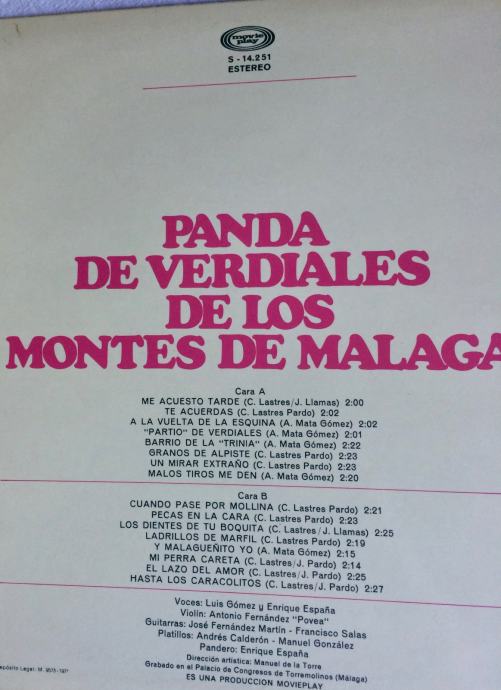 movie
play
S - 14.251
ESTEREO
PANDA
DE VERDIALES
DE LOS
MONTES DE MALAGA
Cara A
ME ACUESTO TARDE (C. Lastres/J. Llamas) 2:00
TE ACUERDAS (C. Lastres Pardo) 2:02
A LA VUELTA DE LA ESQUINA (A. Mata Gómez) 2:02
"PARTIO" DE VERDIALES (A. Mata Gómez) 2:01
BARRIO DE LA "TRINIA" (A. Mata Gómez) 2:22
GRANOS DE ALPISTE (C. Lastres Pardo) 2:23
UN MIRAR EXTRAÑO (C. Lastres Pardo) 2:23
MALOS TIROS ME DEN (A. Mata Gómez) 2:20
Cara B
CUANDO PASE POR MOLLINA (C. Lastres Pardo) 2:21
PECAS EN LA CARA (C. Lastres Pardo) 2:23
LOS DIENTES DE TU BOQUITA (C. Lastres/J. Llamas) 2:25
LADRILLOS DE MARFIL (C. Lastres Pardo) 2:19
Y MALAGUEÑITO YO (A. Mata Gómez) 2:15
MI PERRA CARETA (C. Lastres Pardo) 2:14
EL LAZO DEL AMOR (C. Lastres Pardo) 2:25
HASTA LOS CARACOLITOS (C. Lastres Pardo) 2:27
Voces: Luis Gómez y Enrique España
Violín: Antonio Fernández "Povea"
Guitarras: José Fernández Martín - Francisco Salas
Platillos: Andrés Calderón - Manuel González
Pandero: Enrique España
Dirección artística: Manuel de la Torre
Grabado en el Palacio de Congresos de Torremolinos (Málaga)
ES UNA PRODUCCION MOVIEPLAY
epósito Legal: M.